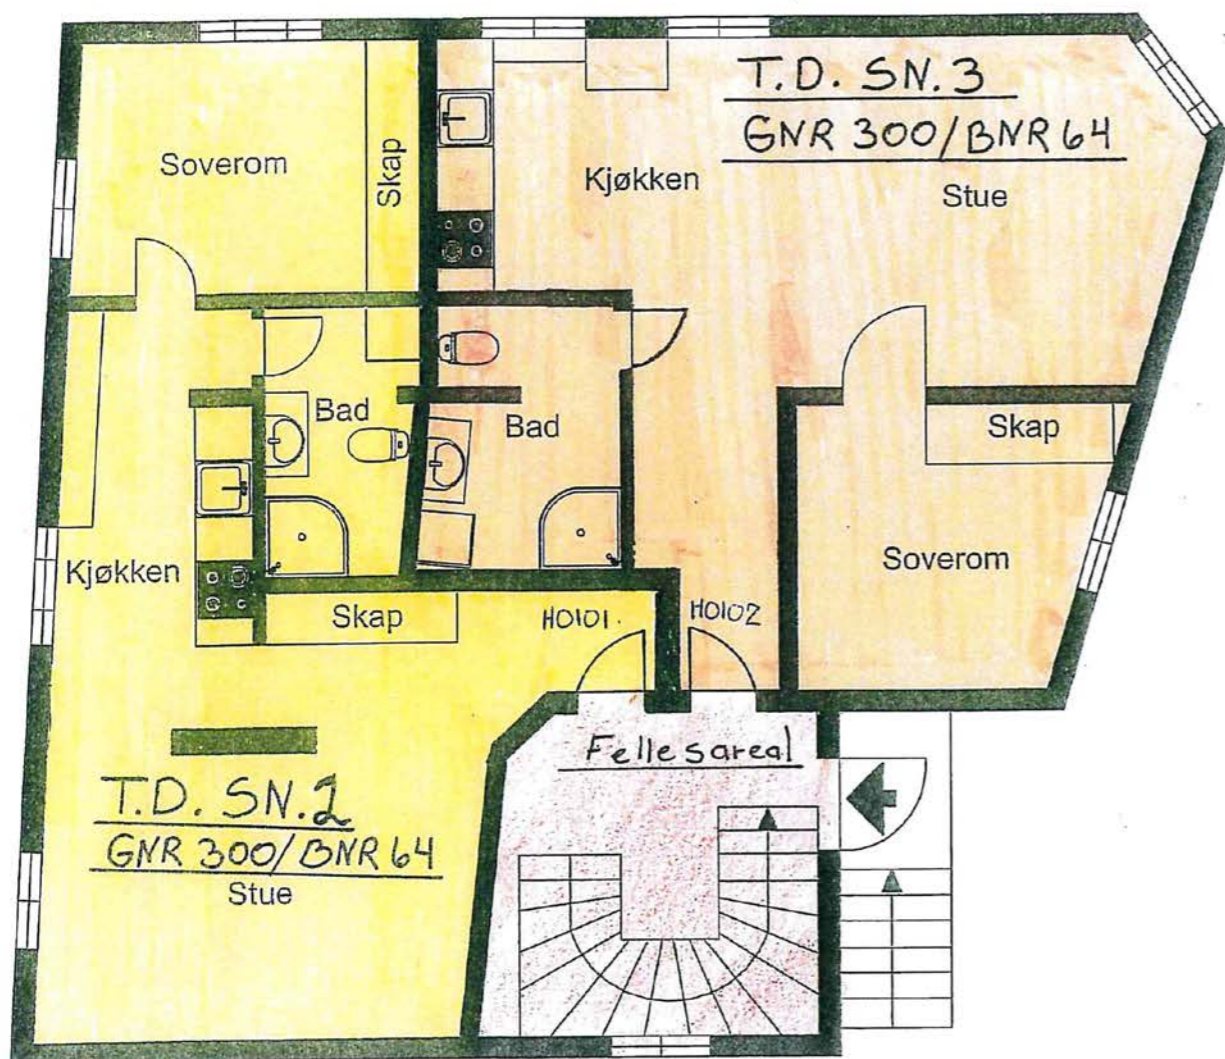 T.D. SN.3
GNR 300/BNR 64
Soverom
Skap
Kjøkken
Stue
Bad
Bad
Skap
Kjøkken
Soverom
Skap
H0101
H0102
Fellesareal
T.D. SN.2
GNR 300/BNR 64
Stue